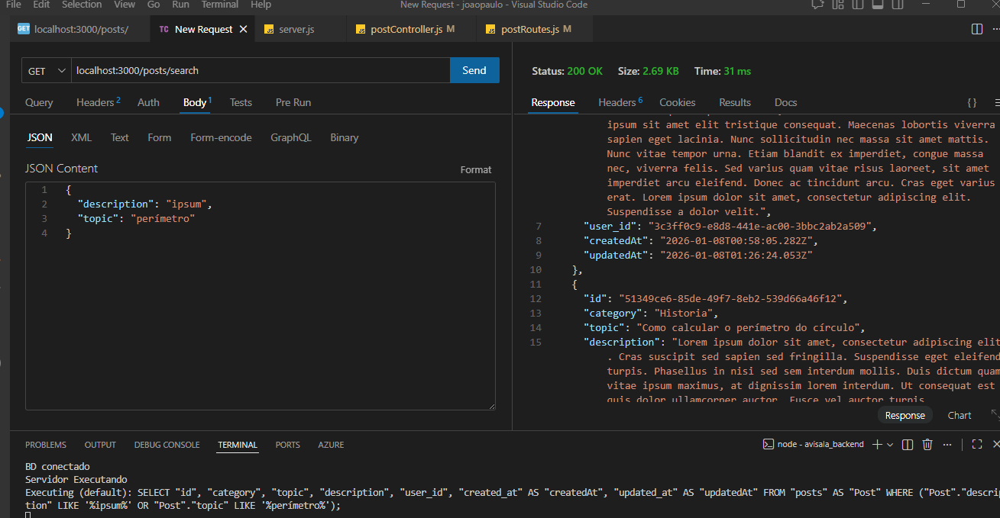 File Edit Selection View Go Run Terminal Help New Request - joaopaulo - Visual Studio Code
GET localhost:3000/posts/ TC New Request JS server.js JS postController.js M JS postRoutes.js M
GET localhost:3000/posts/search Send
Query Headers 2 Auth Body 1 Tests Pre Run
JSON XML Text Form Form-encode GraphQL Binary
JSON Content Format
1 {
2 "description": "ipsum",
3 "topic": "perímetro"
4 }
Status: 200 OK Size: 2.69 KB Time: 31 ms
Response Headers 6 Cookies Results Docs {}
ipsum sit amet elit tristique consequat. Maecenas lobortis viverra
sapien eget lacinia. Nunc sollicitudin nec massa sit amet mattis.
Nunc vitae tempor urna. Etiam blandit ex imperdiet, congue massa
nec, viverra felis. Sed varius quam vitae risus laoreet, sit amet
imperdiet arcu eleifend. Donec ac tincidunt arcu. Cras eget varius
erat. Lorem ipsum dolor sit amet, consectetur adipiscing elit.
Suspendisse a dolor velit.",
7 "user_id": "3c3ff0c9-e8d8-441e-ac00-3bbc2ab2a509",
8 "createdAt": "2026-01-08T00:58:05.282Z",
9 "updatedAt": "2026-01-08T01:26:24.053Z"
10 },
11 {
12 "id": "51349ce6-85de-49f7-8eb2-539d66a46f12",
13 "category": "Historia",
14 "topic": "Como calcular o perímetro do círculo",
15 "description": "Lorem ipsum dolor sit amet, consectetur adipiscing elit
. Cras suscipit sed sapien sed fringilla. Suspendisse eget eleifend
turpis. Phasellus in nisi sed sem interdum mollis. Duis dictum quam
vitae ipsum maximus, at dignissim lorem interdum. Ut consequat est
quis dolor ullamcorper auctor. Fusce vel auctor turpis
Response Chart
PROBLEMS OUTPUT DEBUG CONSOLE TERMINAL PORTS AZURE node - avisala_backend
BD conectado
Servidor Executando
Executing (default): SELECT "id", "category", "topic", "description", "user_id", "created_at" AS "createdAt", "updated_at" AS "updatedAt" FROM "posts" AS "Post" WHERE ("Post"."descrip
tion" LIKE '%ipsum%' OR "Post"."topic" LIKE '%perímetro%');